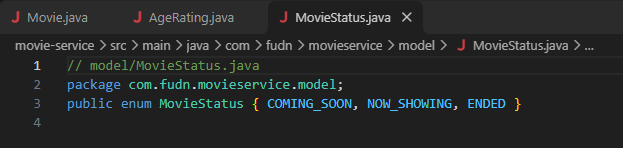 Movie.java AgeRating.java MovieStatus.java
movie-service > src > main > java > com > fudn > movieservice > model > MovieStatus.java > ...
1 // model/MovieStatus.java
2 package com.fudn.movieservice.model;
3 public enum MovieStatus { COMING_SOON, NOW_SHOWING, ENDED }
4